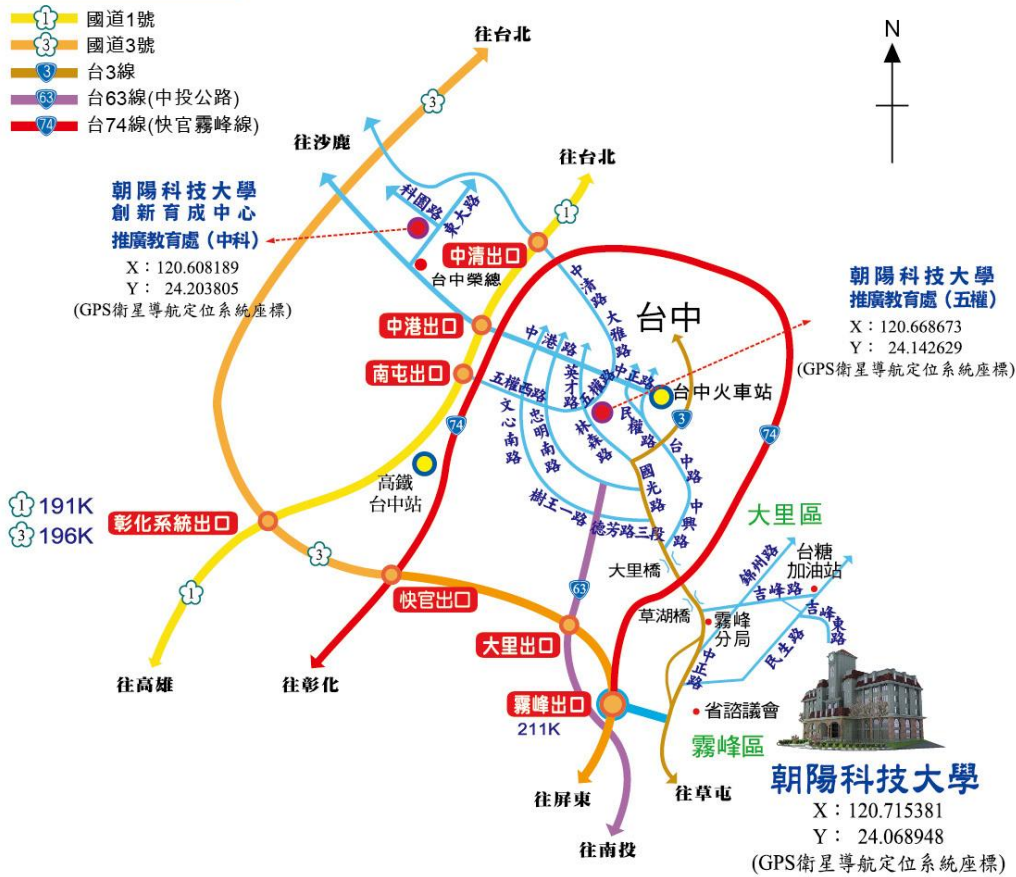 1 國道1號
3 國道3號
3 台3線
63 台63線(中投公路)
74 台74線(快官霧峰線)
往台北
N
3
往沙鹿
往台北
朝陽科技大學
創新育成中心
推廣教育處(中科)
X:120.608189
Y: 24.203805
(GPS衛星導航定位系統座標)
科園路
東大路
1
中清出口
台中榮總
中清路
大雅路
朝陽科技大學
推廣教育處(五權)
X:120.668673
Y: 24.142629
(GPS衛星導航定位系統座標)
台中
中港出口
中港路
南屯出口
五權西路
英才路
五權路
中正路
台中火車站
文心南路
忠明南路
林森路
民權路
3
74
74
台中路
高鐵
台中站
國光路
1 191K
3 196K
彰化系統出口
樹王一路
德芳路三段
中興路
大里區
3
大里橋
錦州路
台糖
加油站
1
快官出口
63
吉峰路
草湖橋
霧峰
分局
吉峰東路
大里出口
中正路
民生路
往高雄
往彰化
霧峰出口
211K
省諮議會
霧峰區
朝陽科技大學
X:120.715381
Y: 24.068948
(GPS衛星導航定位系統座標)
往屏東
往草屯
往南投